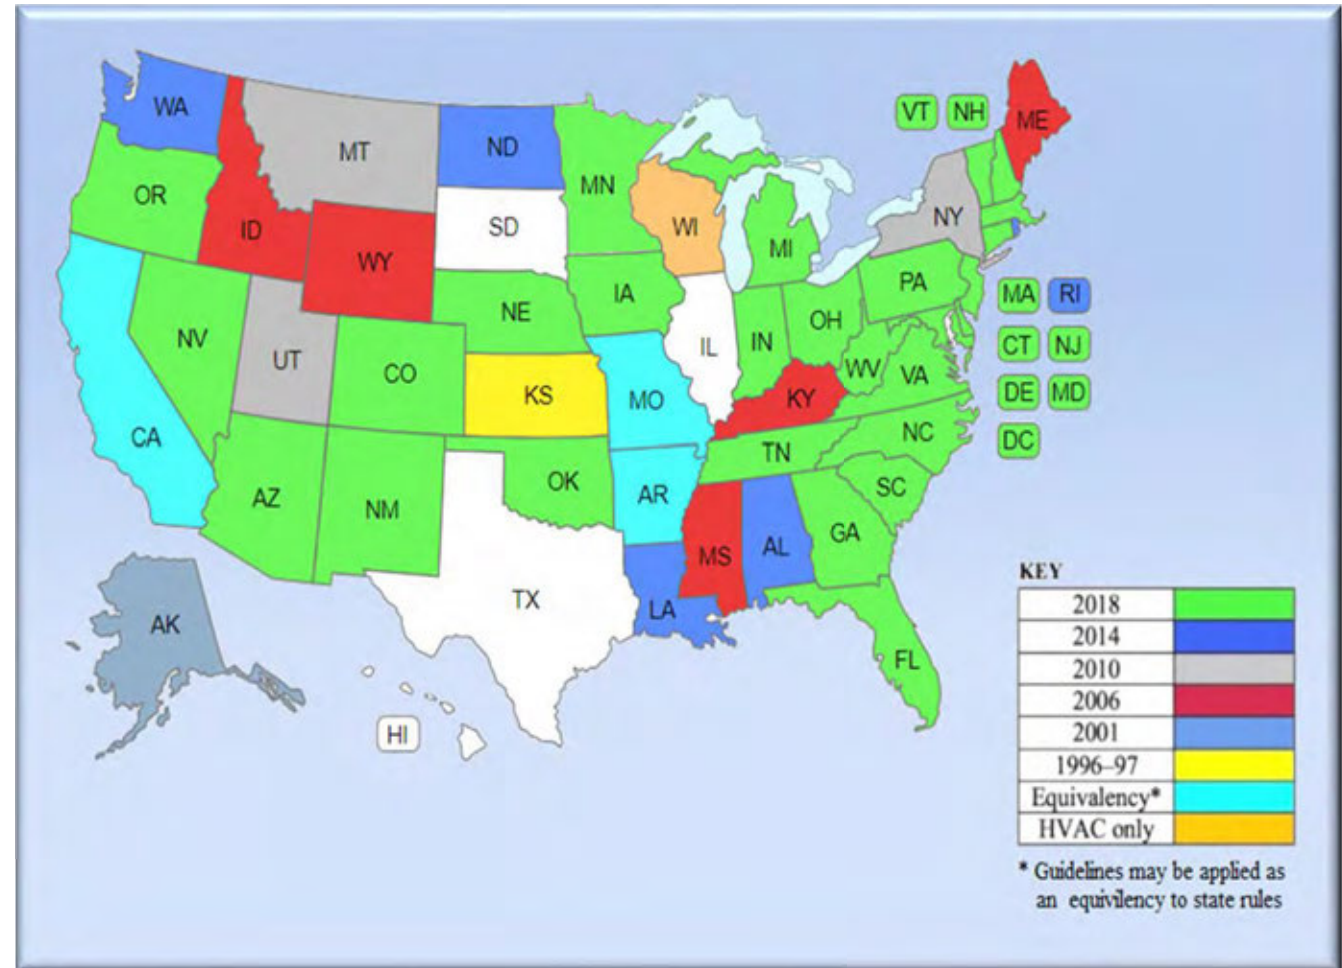 VT NH
ME
WA
MT
ND
MN
OR
ID
SD
WI
NY
MI
WY
IA
PA
MA RI
NE
NV
UT
CO
IL
IN
OH
WV
VA
CT NJ
KS
MO
KY
DE MD
CA
NC
DC
TN
AZ
NM
OK
AR
SC
GA
MS
AL
TX
LA
AK
FL
HI
KEY
2018
2014
2010
2006
2001
1996–97
Equivalency*
HVAC only
* Guidelines may be applied as
an equivilency to state rules